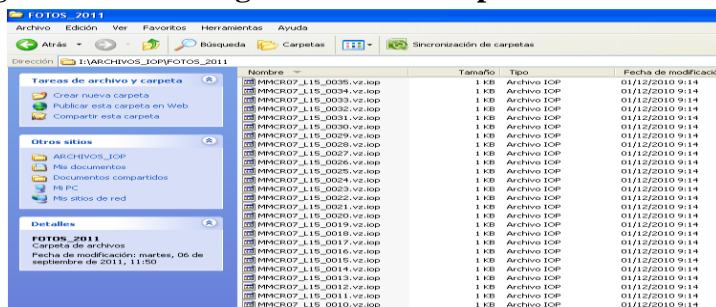 FOTOS_2011
Archivo Edición Ver Favoritos Herramientas Ayuda
Atrás Búsqueda Carpetas Sincronización de carpetas
Dirección I:\ARCHIVOS_IOP\FOTOS_2011
Tareas de archivo y carpeta
Crear nueva carpeta
Publicar esta carpeta en Web
Compartir esta carpeta
Otros sitios
ARCHIVOS_IOP
Mis documentos
Documentos compartidos
Mi PC
Mis sitios de red
Detalles
FOTOS_2011
Carpeta de archivos
Fecha de modificación: martes, 06 de
septiembre de 2011, 11:50
Nombre Tamaño Tipo Fecha de modificació
MMCR07_L15_0035.vz.iop 1 KB Archivo IOP 01/12/2010 9:14
MMCR07_L15_0034.vz.iop 1 KB Archivo IOP 01/12/2010 9:14
MMCR07_L15_0033.vz.iop 1 KB Archivo IOP 01/12/2010 9:14
MMCR07_L15_0032.vz.iop 1 KB Archivo IOP 01/12/2010 9:14
MMCR07_L15_0031.vz.iop 1 KB Archivo IOP 01/12/2010 9:14
MMCR07_L15_0030.vz.iop 1 KB Archivo IOP 01/12/2010 9:14
MMCR07_L15_0029.vz.iop 1 KB Archivo IOP 01/12/2010 9:14
MMCR07_L15_0028.vz.iop 1 KB Archivo IOP 01/12/2010 9:14
MMCR07_L15_0027.vz.iop 1 KB Archivo IOP 01/12/2010 9:14
MMCR07_L15_0026.vz.iop 1 KB Archivo IOP 01/12/2010 9:14
MMCR07_L15_0025.vz.iop 1 KB Archivo IOP 01/12/2010 9:14
MMCR07_L15_0024.vz.iop 1 KB Archivo IOP 01/12/2010 9:14
MMCR07_L15_0023.vz.iop 1 KB Archivo IOP 01/12/2010 9:14
MMCR07_L15_0022.vz.iop 1 KB Archivo IOP 01/12/2010 9:14
MMCR07_L15_0021.vz.iop 1 KB Archivo IOP 01/12/2010 9:14
MMCR07_L15_0020.vz.iop 1 KB Archivo IOP 01/12/2010 9:14
MMCR07_L15_0019.vz.iop 1 KB Archivo IOP 01/12/2010 9:14
MMCR07_L15_0018.vz.iop 1 KB Archivo IOP 01/12/2010 9:14
MMCR07_L15_0017.vz.iop 1 KB Archivo IOP 01/12/2010 9:14
MMCR07_L15_0016.vz.iop 1 KB Archivo IOP 01/12/2010 9:14
MMCR07_L15_0015.vz.iop 1 KB Archivo IOP 01/12/2010 9:14
MMCR07_L15_0014.vz.iop 1 KB Archivo IOP 01/12/2010 9:14
MMCR07_L15_0013.vz.iop 1 KB Archivo IOP 01/12/2010 9:14
MMCR07_L15_0012.vz.iop 1 KB Archivo IOP 01/12/2010 9:14
MMCR07_L15_0011.vz.iop 1 KB Archivo IOP 01/12/2010 9:14
MMCR07_L15_0010.vz.iop 1 KB Archivo IOP 01/12/2010 9:14